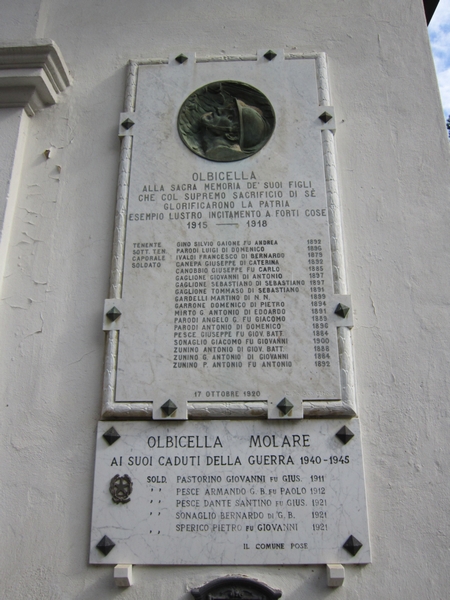 OLBICELLA
ALLA SACRA MEMORIA DE' SUOI FIGLI
CHE COL SUPREMO SACRIFICIO DI SÉ
GLORIFICARONO LA PATRIA
ESEMPIO LUSTRO INCITAMENTO A FORTI COSE
1915 — 1918
TENENTE GINO SILVIO GAIONE FU ANDREA 1892
SOTT. TEN. PARODI LUIGI DI DOMENICO 1896
CAPORALE IVALDI FRANCESCO DI BERNARDO 1879
SOLDATO CANEPA GIUSEPPE DI CATERINA 1892
CANOBBIO GIUSEPPE FU CARLO 1885
GAGLIONE GIOVANNI DI ANTONIO 1897
GAGLIONE SEBASTIANO DI SEBASTIANO 1897
GAGLIONE TOMMASO DI SEBASTIANO 1891
GARDELLI MARTINO DI N. N. 1889
GARRONE DOMENICO DI PIETRO 1894
MIRTO G. ANTONIO DI EDOARDO 1891
PARODI ANGELO G. FU GIACOMO 1885
PARODI ANTONIO DI DOMENICO 1896
PESCE GIUSEPPE FU GIOV. BATT. 1884
SONAGLIO GIACOMO FU GIOVANNI 1900
ZUNINO ANTONIO DI GIOV. BATT. 1888
ZUNINO G. ANTONIO DI GIOVANNI 1884
ZUNINO P. ANTONIO FU ANTONIO 1892
17 OTTOBRE 1920
OLBICELLA MOLARE
AI SUOI CADUTI DELLA GUERRA 1940-1945
SOLD. PASTORINO GIOVANNI FU GIUS. 1911
" PESCE ARMANDO G. B. FU PAOLO 1912
" PESCE DANTE SANTINO FU GIUS. 1921
" SONAGLIO BERNARDO DI G. B. 1921
" SPERICO PIETRO FU GIOVANNI 1921
IL COMUNE POSE